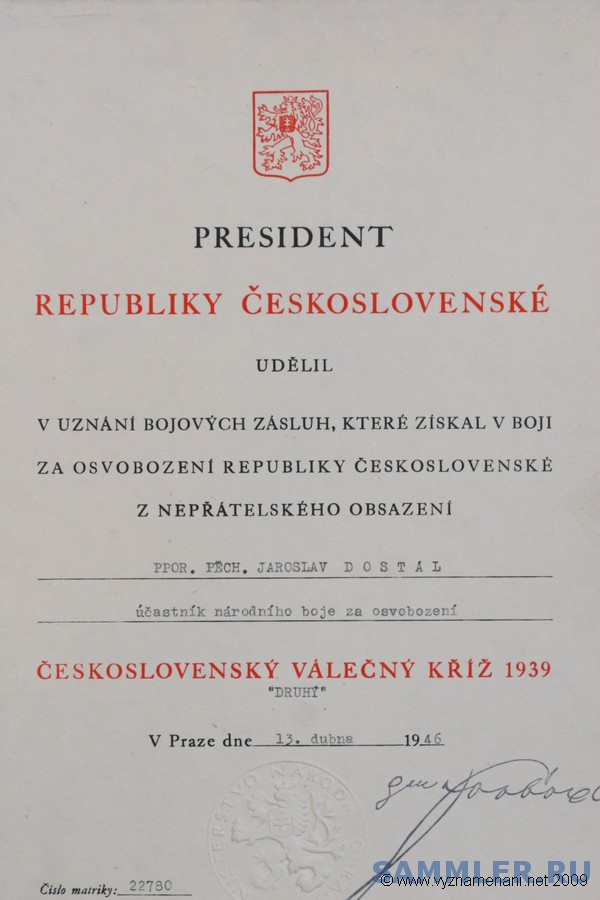 PRESIDENT
REPUBLIKY ČESKOSLOVENSKÉ
UDĚLIL
V UZNÁNÍ BOJOVÝCH ZÁSLUH, KTERÉ ZÍSKAL V BOJI
ZA OSVOBOZENÍ REPUBLIKY ČESKOSLOVENSKÉ
Z NEPŘÁTELSKÉHO OBSAZENÍ
PPOR. PĚCH. JAROSLAV D O S T Á L
účastník národního boje za osvobození
ČESKOSLOVENSKÝ VÁLEČNÝ KŘÍŽ 1939
"DRUHÝ"
V Praze dne 13. dubna 1946
gen
Číslo matriky: 22780
SAMMLER.RU
© www.vyznamenani.net 2009